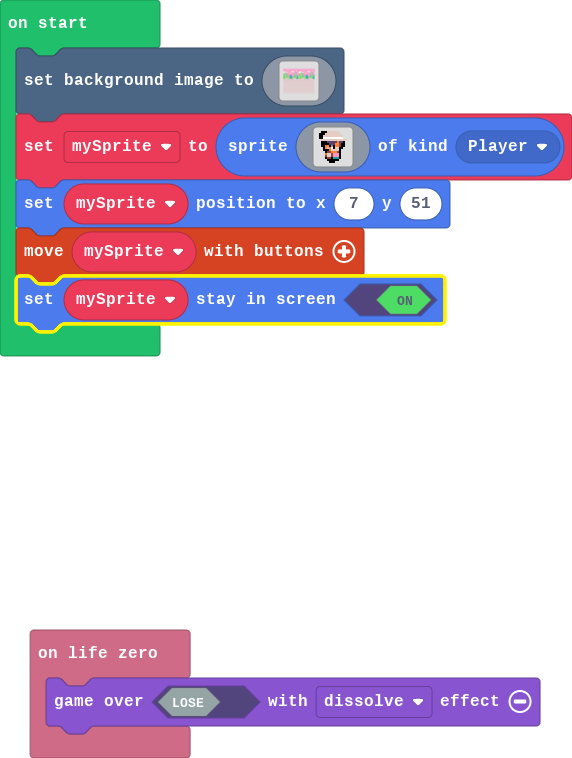 on start
set background image to
set mySprite to sprite of kind Player
set mySprite position to x 7 y 51
move mySprite with buttons
set mySprite stay in screen ON
on life zero
game over LOSE with dissolve effect